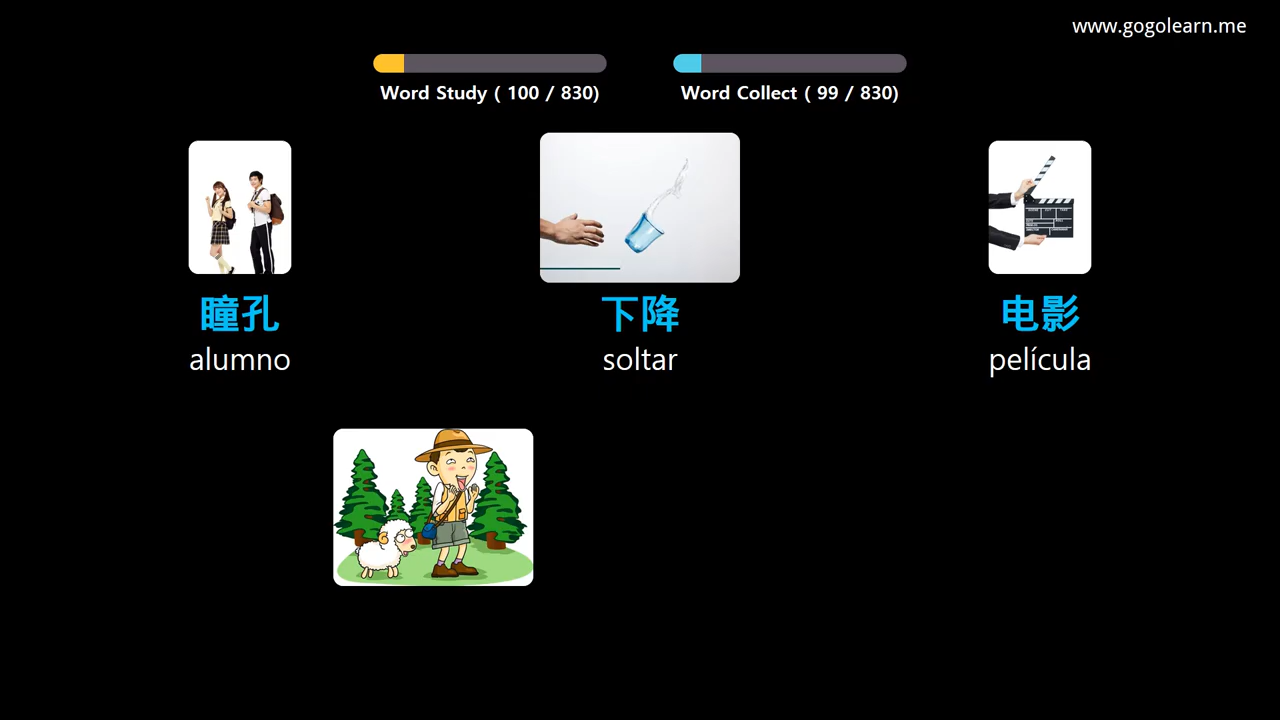 www.gogolearn.me
Word Study ( 100 / 830)
Word Collect ( 99 / 830)
瞳孔
alumno
下降
soltar
电影
película